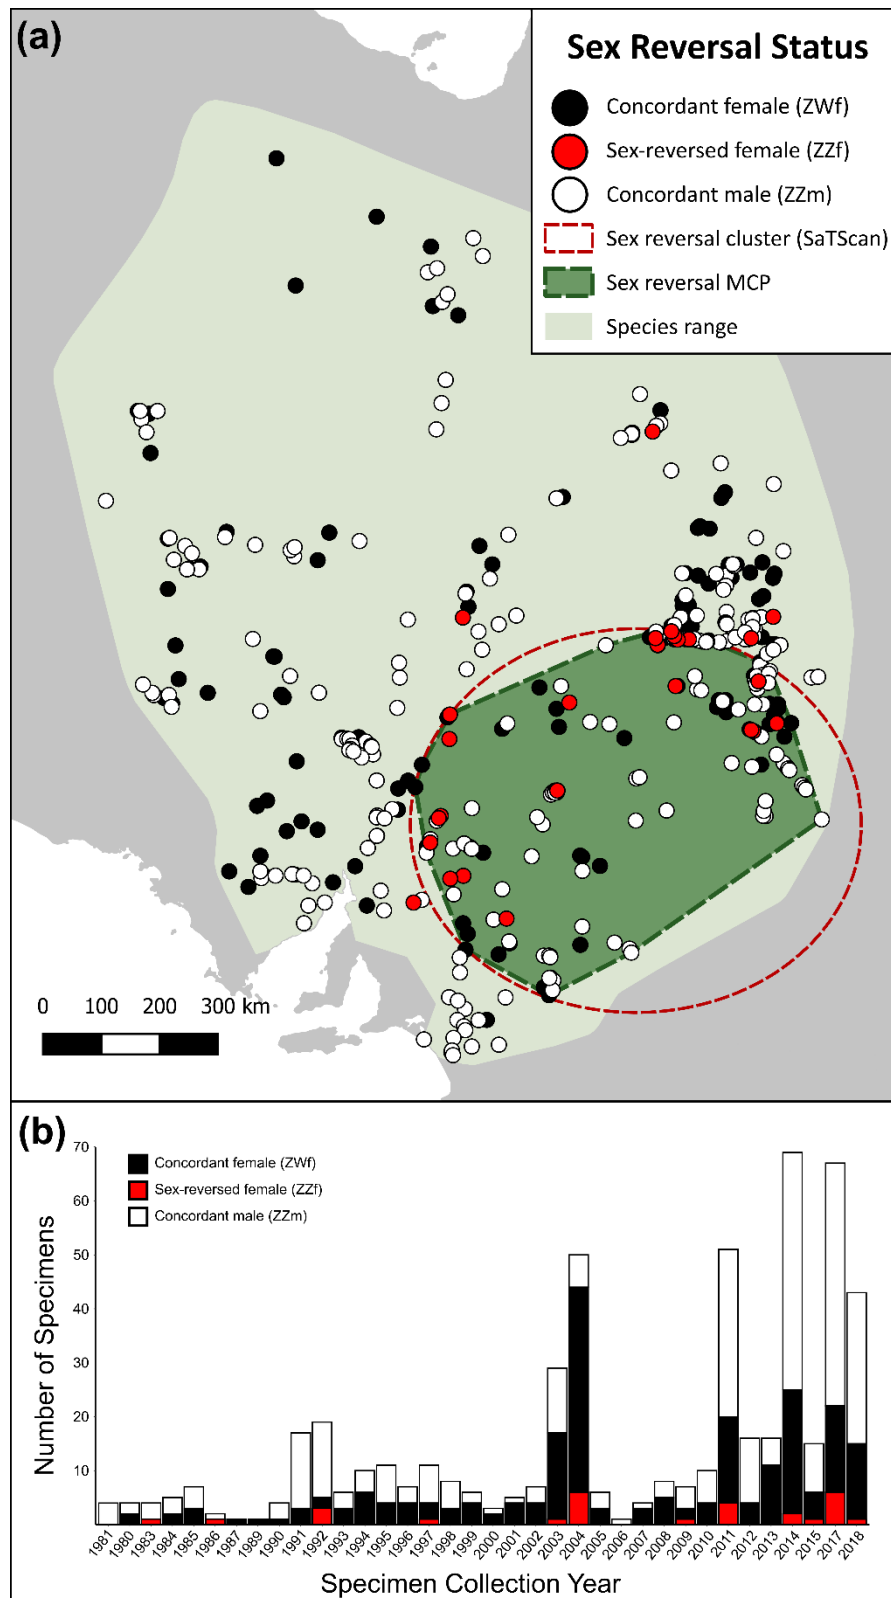 (a)
Sex Reversal Status
Concordant female (ZWf)
Sex-reversed female (ZZf)
Concordant male (ZZm)
Sex reversal cluster (SaTScan)
Sex reversal MCP
Species range
0 100 200 300 km
(b)
Concordant female (ZWf)
Sex-reversed female (ZZf)
Concordant male (ZZm)
Number of Specimens
70
60
50
40
30
20
10
1981 1980 1983 1984 1985 1986 1987 1989 1990 1991 1992 1993 1994 1995 1996 1997 1998 1999 2000 2001 2002 2003 2004 2005 2006 2007 2008 2009 2010 2011 2012 2013 2014 2015 2017 2018
Specimen Collection Year